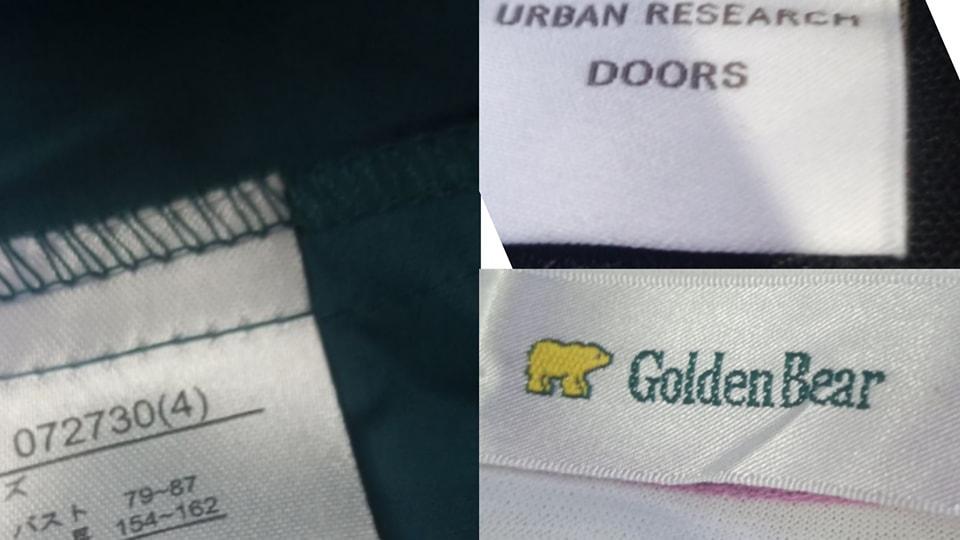 072730(4)
ズ
バスト 79~87
長 154~162
URBAN RESEARCH
DOORS
Golden Bear